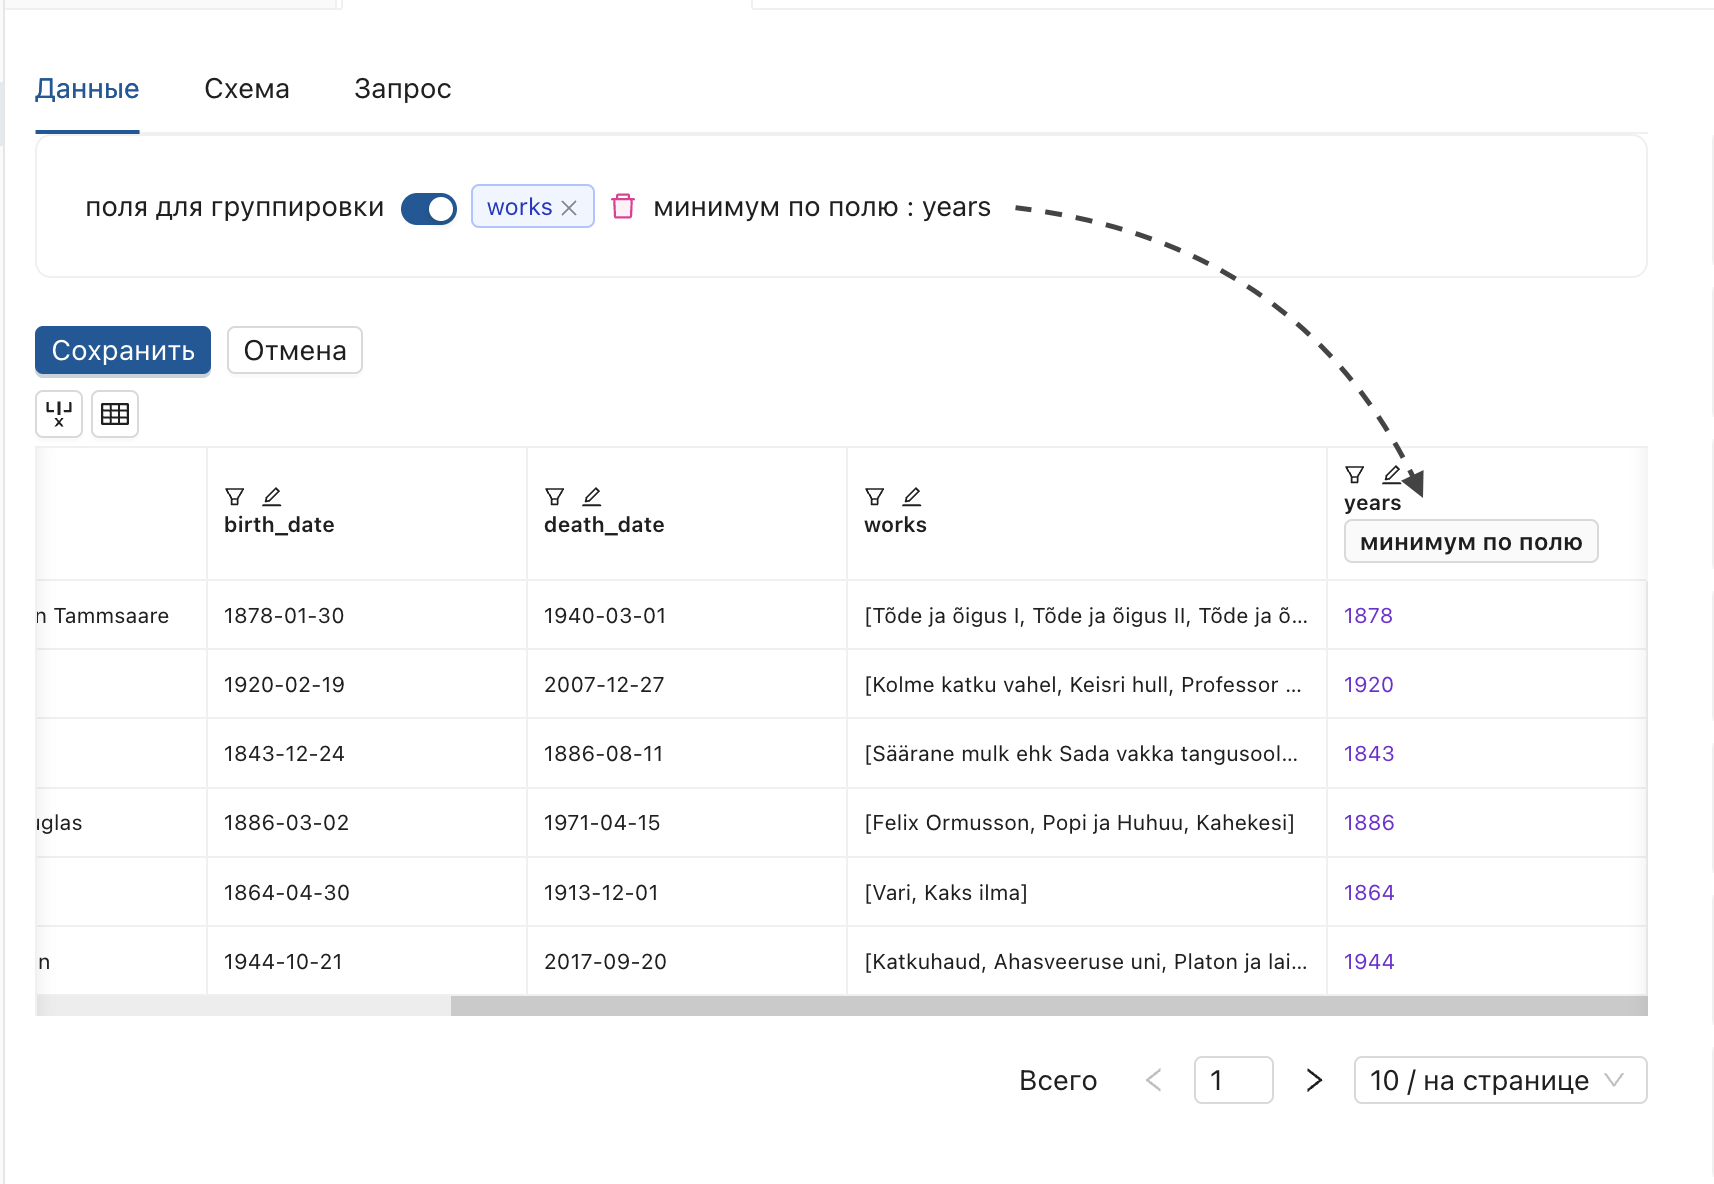 Данные Схема Запрос
поля для группировки works минимум по полю : years
Сохранить Отмена
birth_date death_date works years
минимум по полю
n Tammsaare 1878-01-30 1940-03-01 [Tõde ja õigus I, Tõde ja õigus II, Tõde ja õ... 1878
1920-02-19 2007-12-27 [Kolme katku vahel, Keisri hull, Professor ... 1920
1843-12-24 1886-08-11 [Säärane mulk ehk Sada vakka tangusool... 1843
uglas 1886-03-02 1971-04-15 [Felix Ormusson, Popi ja Huhuu, Kahekesi] 1886
1864-04-30 1913-12-01 [Vari, Kaks ilma] 1864
n 1944-10-21 2017-09-20 [Katkuhaud, Ahasveeruse uni, Platon ja lai... 1944
Всего 1 10 / на странице